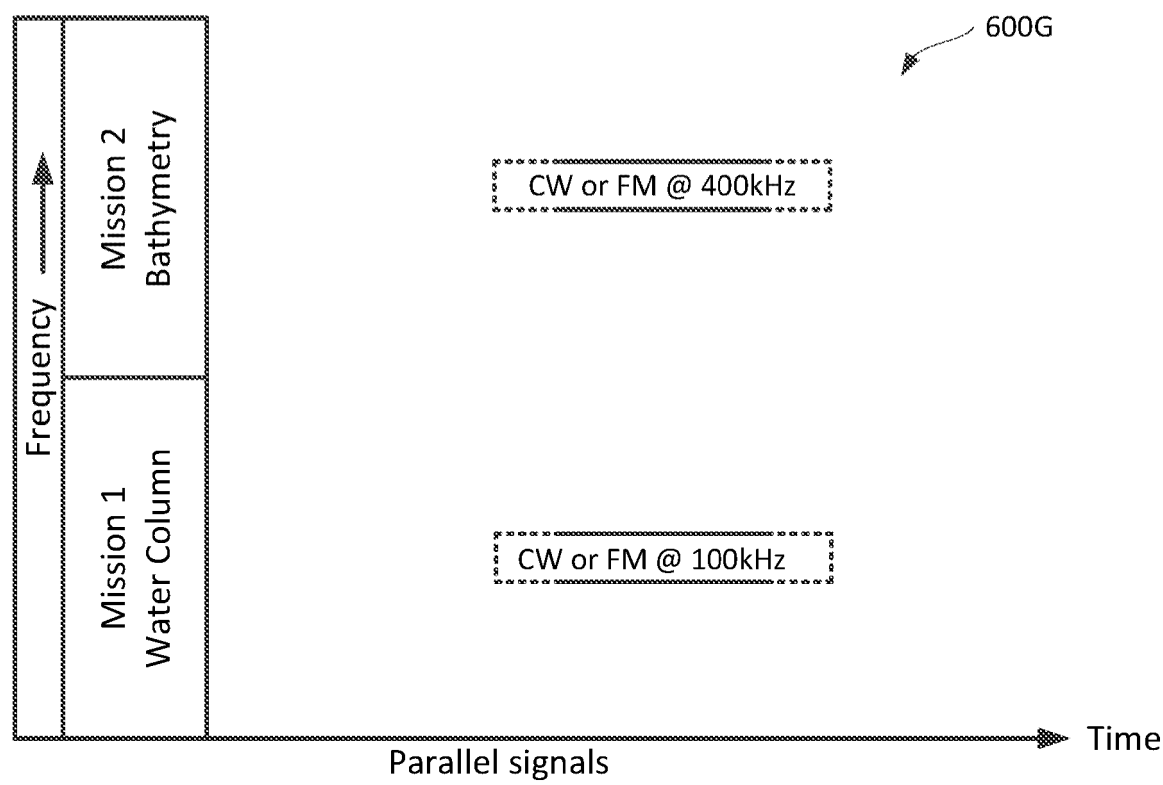 600G
Frequency
Mission 2
Bathymetry
CW or FM @ 400kHz
Mission 1
Water Column
CW or FM @ 100kHz
Time
Parallel signals